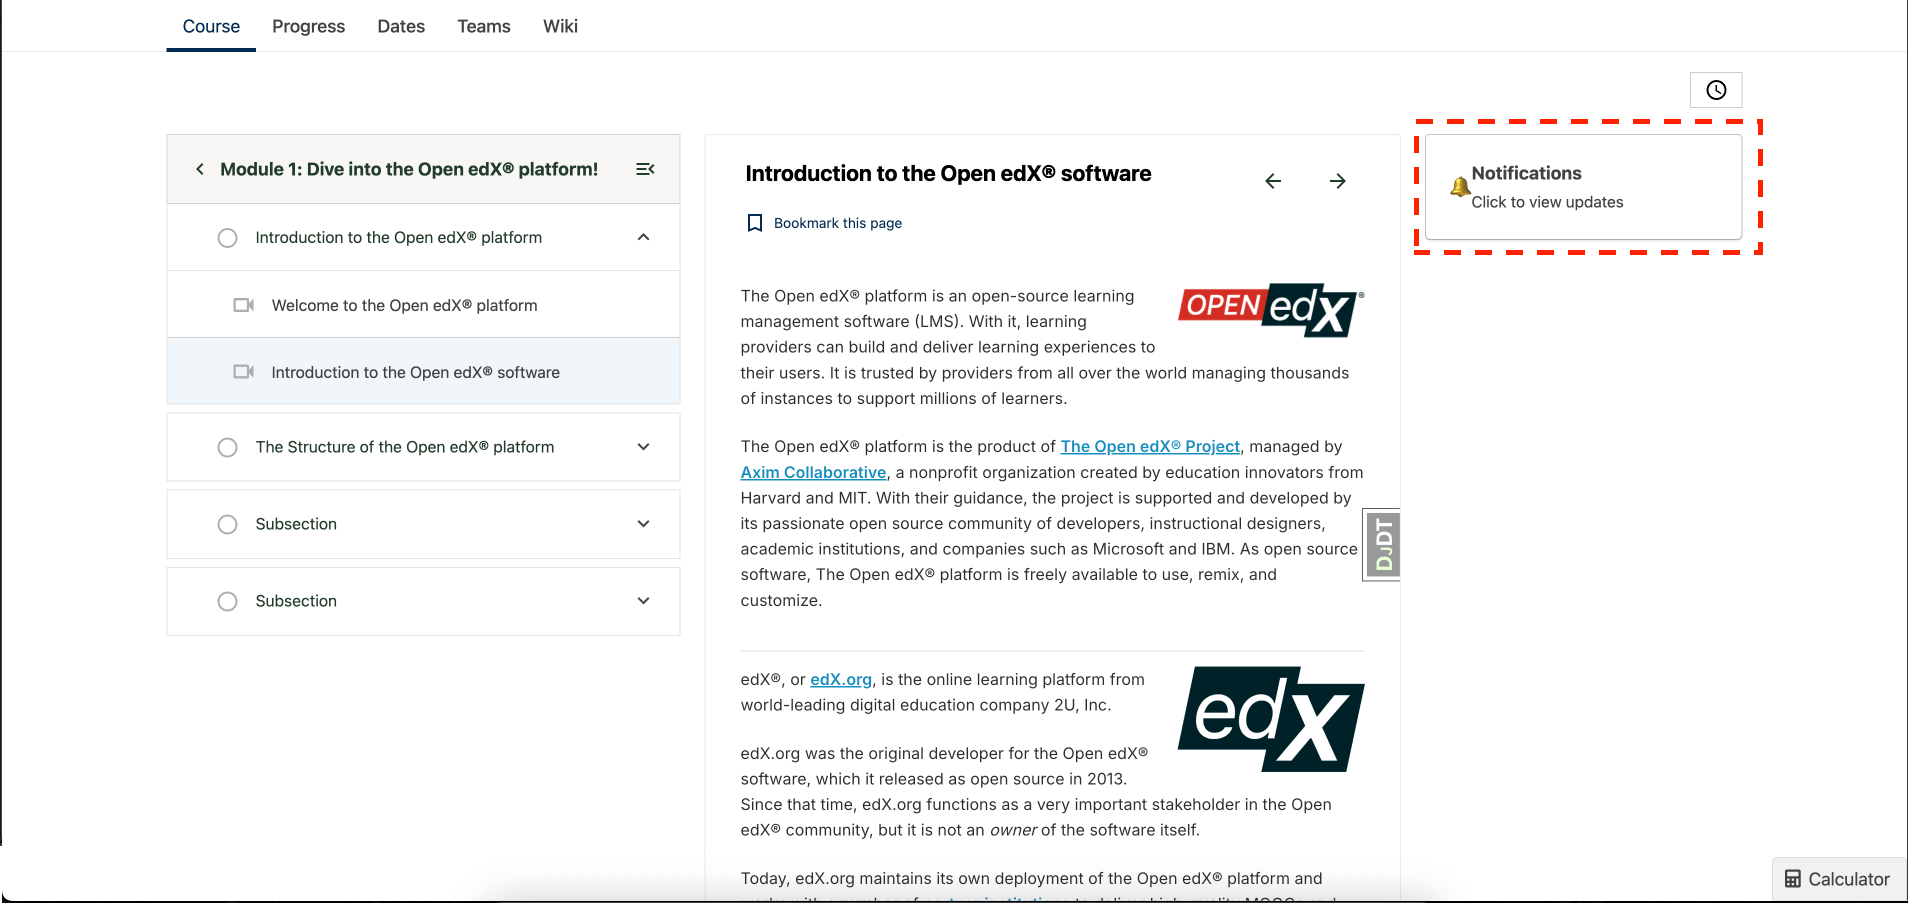 Course Progress Dates Teams Wiki
Module 1: Dive into the Open edX® platform!
Introduction to the Open edX® platform
Welcome to the Open edX® platform
Introduction to the Open edX® software
The Structure of the Open edX® platform
Subsection
Subsection
Introduction to the Open edX® software
Bookmark this page
OPEN edX®
The Open edX® platform is an open-source learning
management software (LMS). With it, learning
providers can build and deliver learning experiences to
their users. It is trusted by providers from all over the world managing thousands
of instances to support millions of learners.
The Open edX® platform is the product of The Open edX® Project, managed by
Axim Collaborative, a nonprofit organization created by education innovators from
Harvard and MIT. With their guidance, the project is supported and developed by
its passionate open source community of developers, instructional designers,
academic institutions, and companies such as Microsoft and IBM. As open source
software, The Open edX® platform is freely available to use, remix, and
customize.
DJDT
edX
edX®, or edX.org, is the online learning platform from
world-leading digital education company 2U, Inc.
edX.org was the original developer for the Open edX®
software, which it released as open source in 2013.
Since that time, edX.org functions as a very important stakeholder in the Open
edX® community, but it is not an owner of the software itself.
Today, edX.org maintains its own deployment of the Open edX® platform and
Notifications
Click to view updates
Calculator